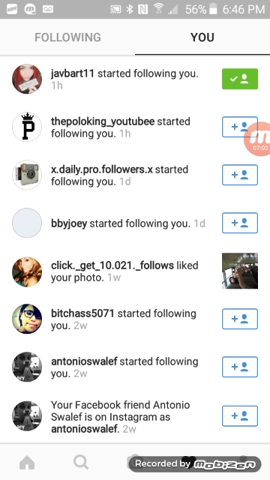 56% 6:46 PM
FOLLOWING YOU
javbart11 started following you.
1h
thepoloking_youtubee started
following you. 1h
x.daily.pro.followers.x started
following you. 1d
bbyjoey started following you. 1d
click._get_10.021._follows liked
your photo. 1w
bitchass5071 started following
you. 2w
antonioswalef started following
you. 2w
Your Facebook friend Antonio
Swalef is on Instagram as
antonioswalef. 2w
Recorded by mobizen